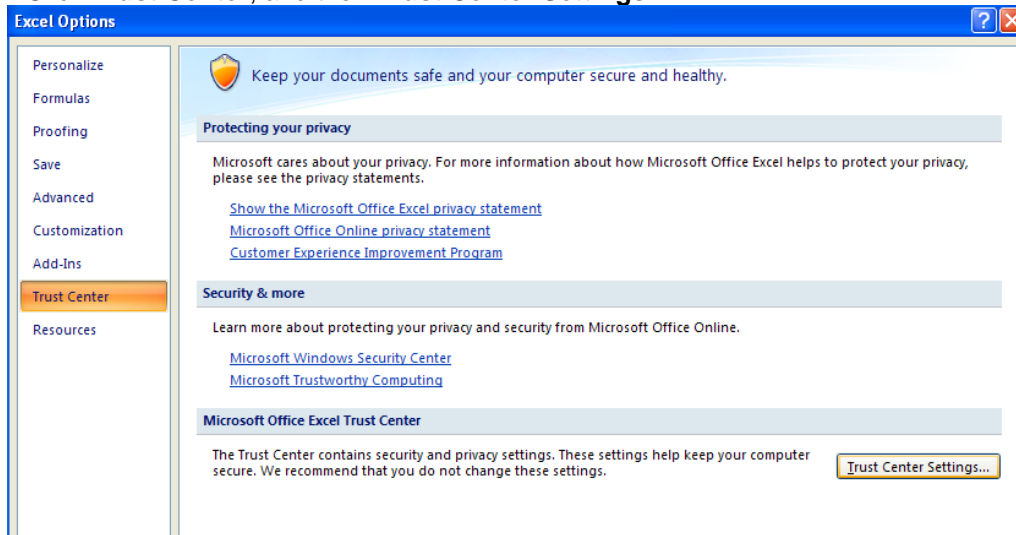 Excel Options
Personalize
Formulas
Proofing
Save
Advanced
Customization
Add-Ins
Trust Center
Resources
Keep your documents safe and your computer secure and healthy.
Protecting your privacy
Microsoft cares about your privacy. For more information about how Microsoft Office Excel helps to protect your privacy,
please see the privacy statements.
Show the Microsoft Office Excel privacy statement
Microsoft Office Online privacy statement
Customer Experience Improvement Program
Security & more
Learn more about protecting your privacy and security from Microsoft Office Online.
Microsoft Windows Security Center
Microsoft Trustworthy Computing
Microsoft Office Excel Trust Center
The Trust Center contains security and privacy settings. These settings help keep your computer
secure. We recommend that you do not change these settings.
Trust Center Settings...